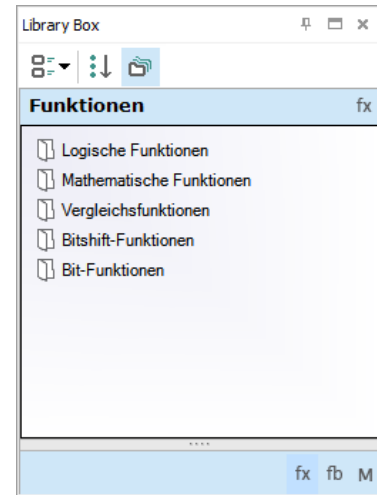 Library Box
Funktionen fx
Logische Funktionen
Mathematische Funktionen
Vergleichsfunktionen
Bitshift-Funktionen
Bit-Funktionen
fx fb M